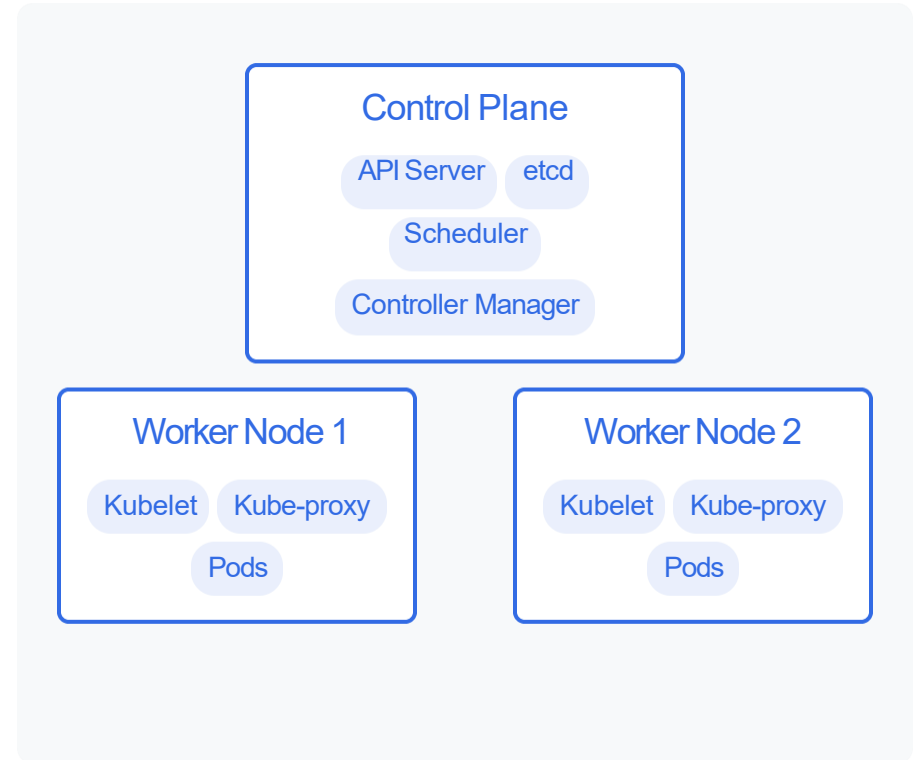 Control Plane
API Server etcd
Scheduler
Controller Manager
Worker Node 1
Kubelet Kube-proxy
Pods
Worker Node 2
Kubelet Kube-proxy
Pods